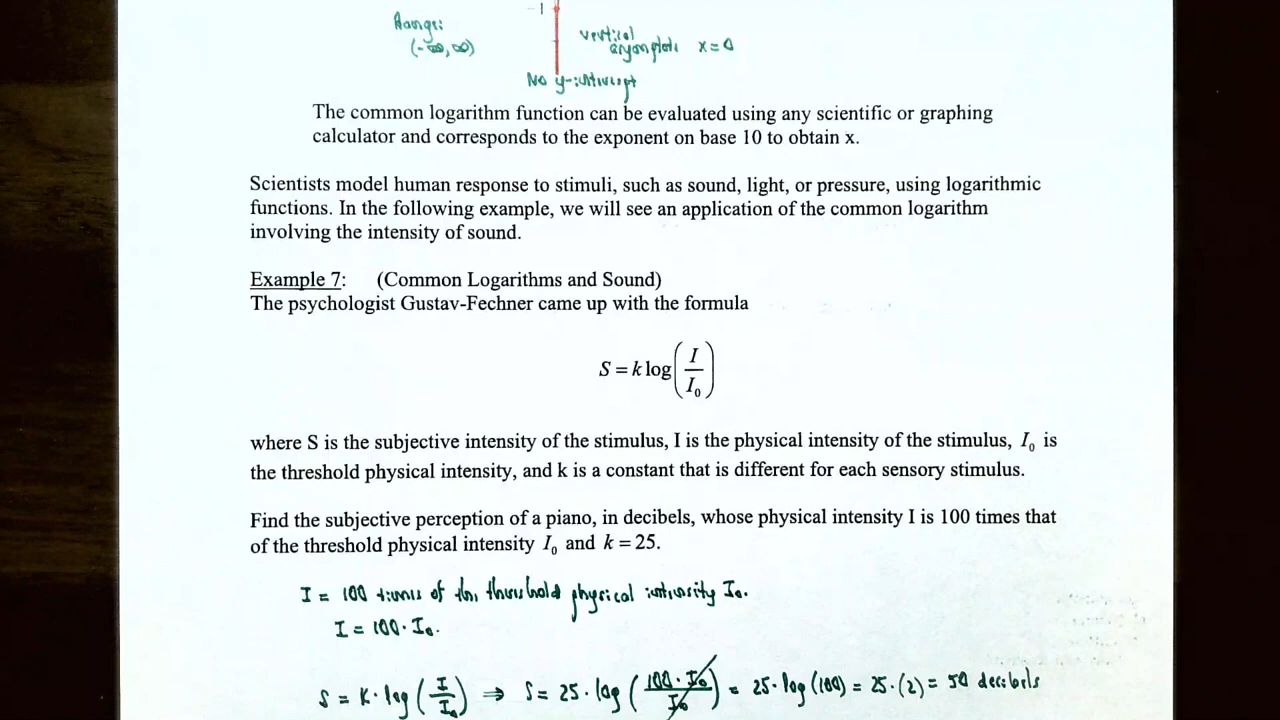 -1
Range:
(-∞,∞)
vertical
asymptote x=0
No y-intercept
The common logarithm function can be evaluated using any scientific or graphing
calculator and corresponds to the exponent on base 10 to obtain x.
Scientists model human response to stimuli, such as sound, light, or pressure, using logarithmic
functions. In the following example, we will see an application of the common logarithm
involving the intensity of sound.
Example 7: (Common Logarithms and Sound)
The psychologist Gustav-Fechner came up with the formula
S = k log(I/I₀)
where S is the subjective intensity of the stimulus, I is the physical intensity of the stimulus, I₀ is
the threshold physical intensity, and k is a constant that is different for each sensory stimulus.
Find the subjective perception of a piano, in decibels, whose physical intensity I is 100 times that
of the threshold physical intensity I₀ and k = 25.
I = 100 times of the threshold physical intensity I₀.
I = 100·I₀.
S = K·log(I/I₀) ⇒ S = 25·log(100·I₀/I₀) = 25·log(100) = 25·(2) = 50 decibels